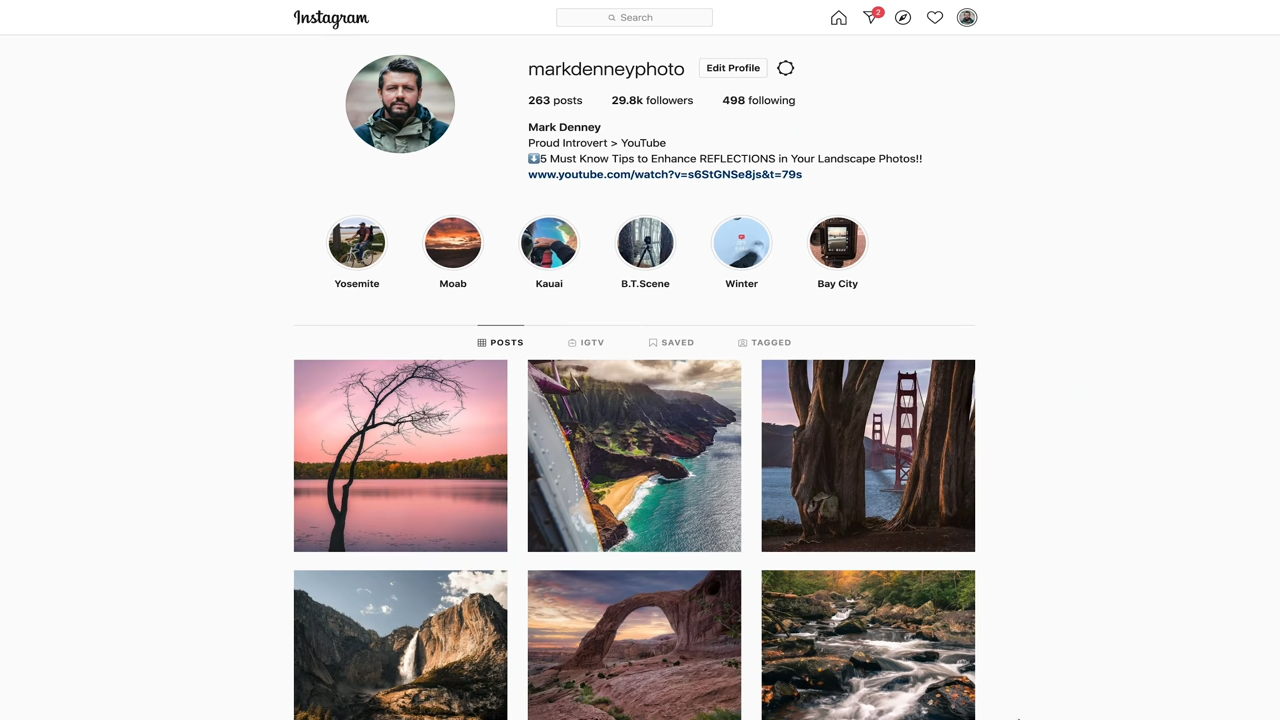 Instagram
Search
2
markdenneyphoto
Edit Profile
263 posts 29.8k followers 498 following
Mark Denney
Proud Introvert > YouTube
⬇️5 Must Know Tips to Enhance REFLECTIONS in Your Landscape Photos!!
www.youtube.com/watch?v=s6StGNSe8js&t=79s
Yosemite Moab Kauai B.T.Scene Winter Bay City
POSTS IGTV SAVED TAGGED